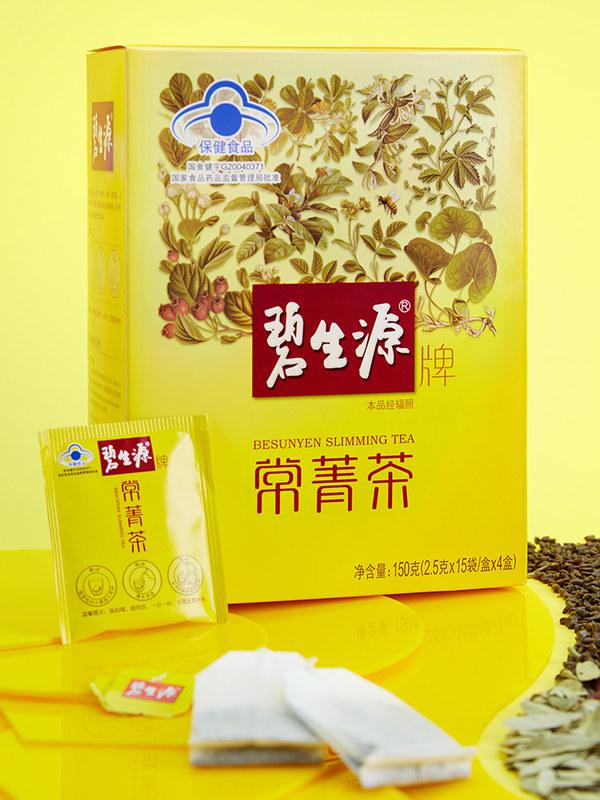 保健食品
国食健字G20040371
国家食品药品监督管理局批准
碧生源®
牌
本品经辐照
BESUNYEN SLIMMING TEA
常菁茶
净含量: 150克(2.5克x15袋/盒x4盒)
碧生源
牌
常菁茶
BESUNYEN SLIMMING TEA
碧生源